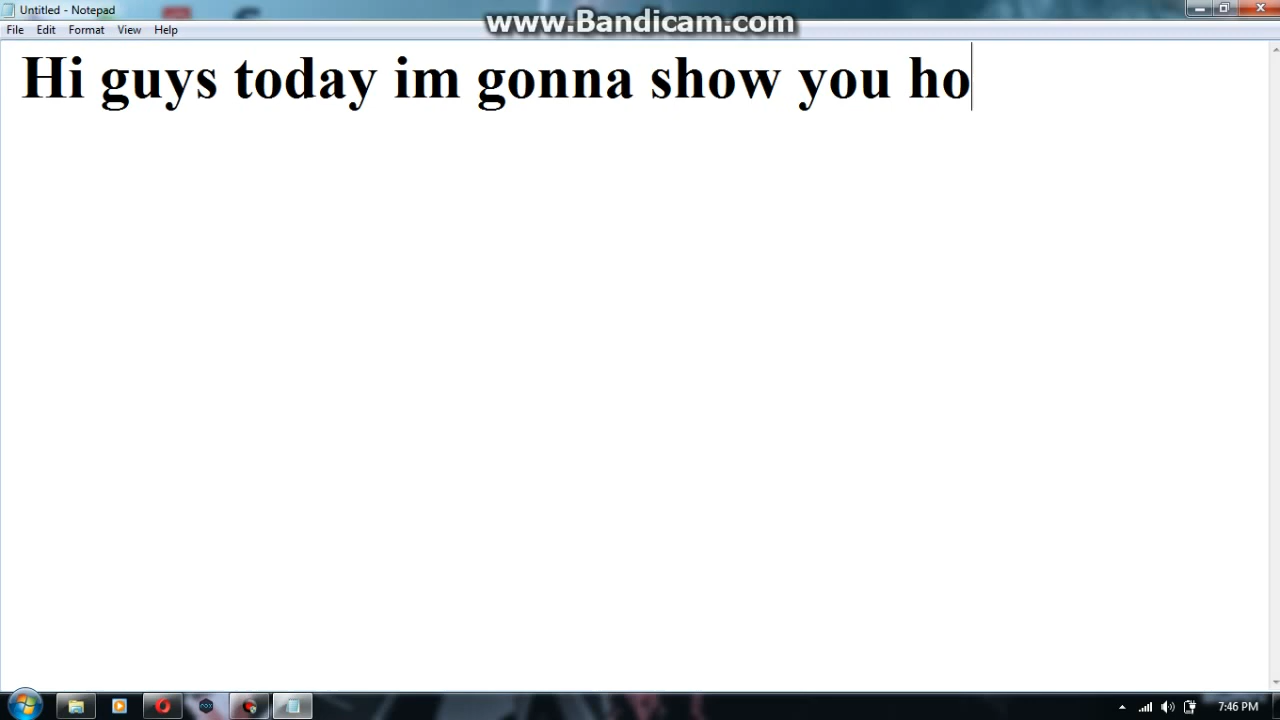 Untitled - Notepad
www.Bandicam.com
File Edit Format View Help
Hi guys today im gonna show you ho
7:46 PM